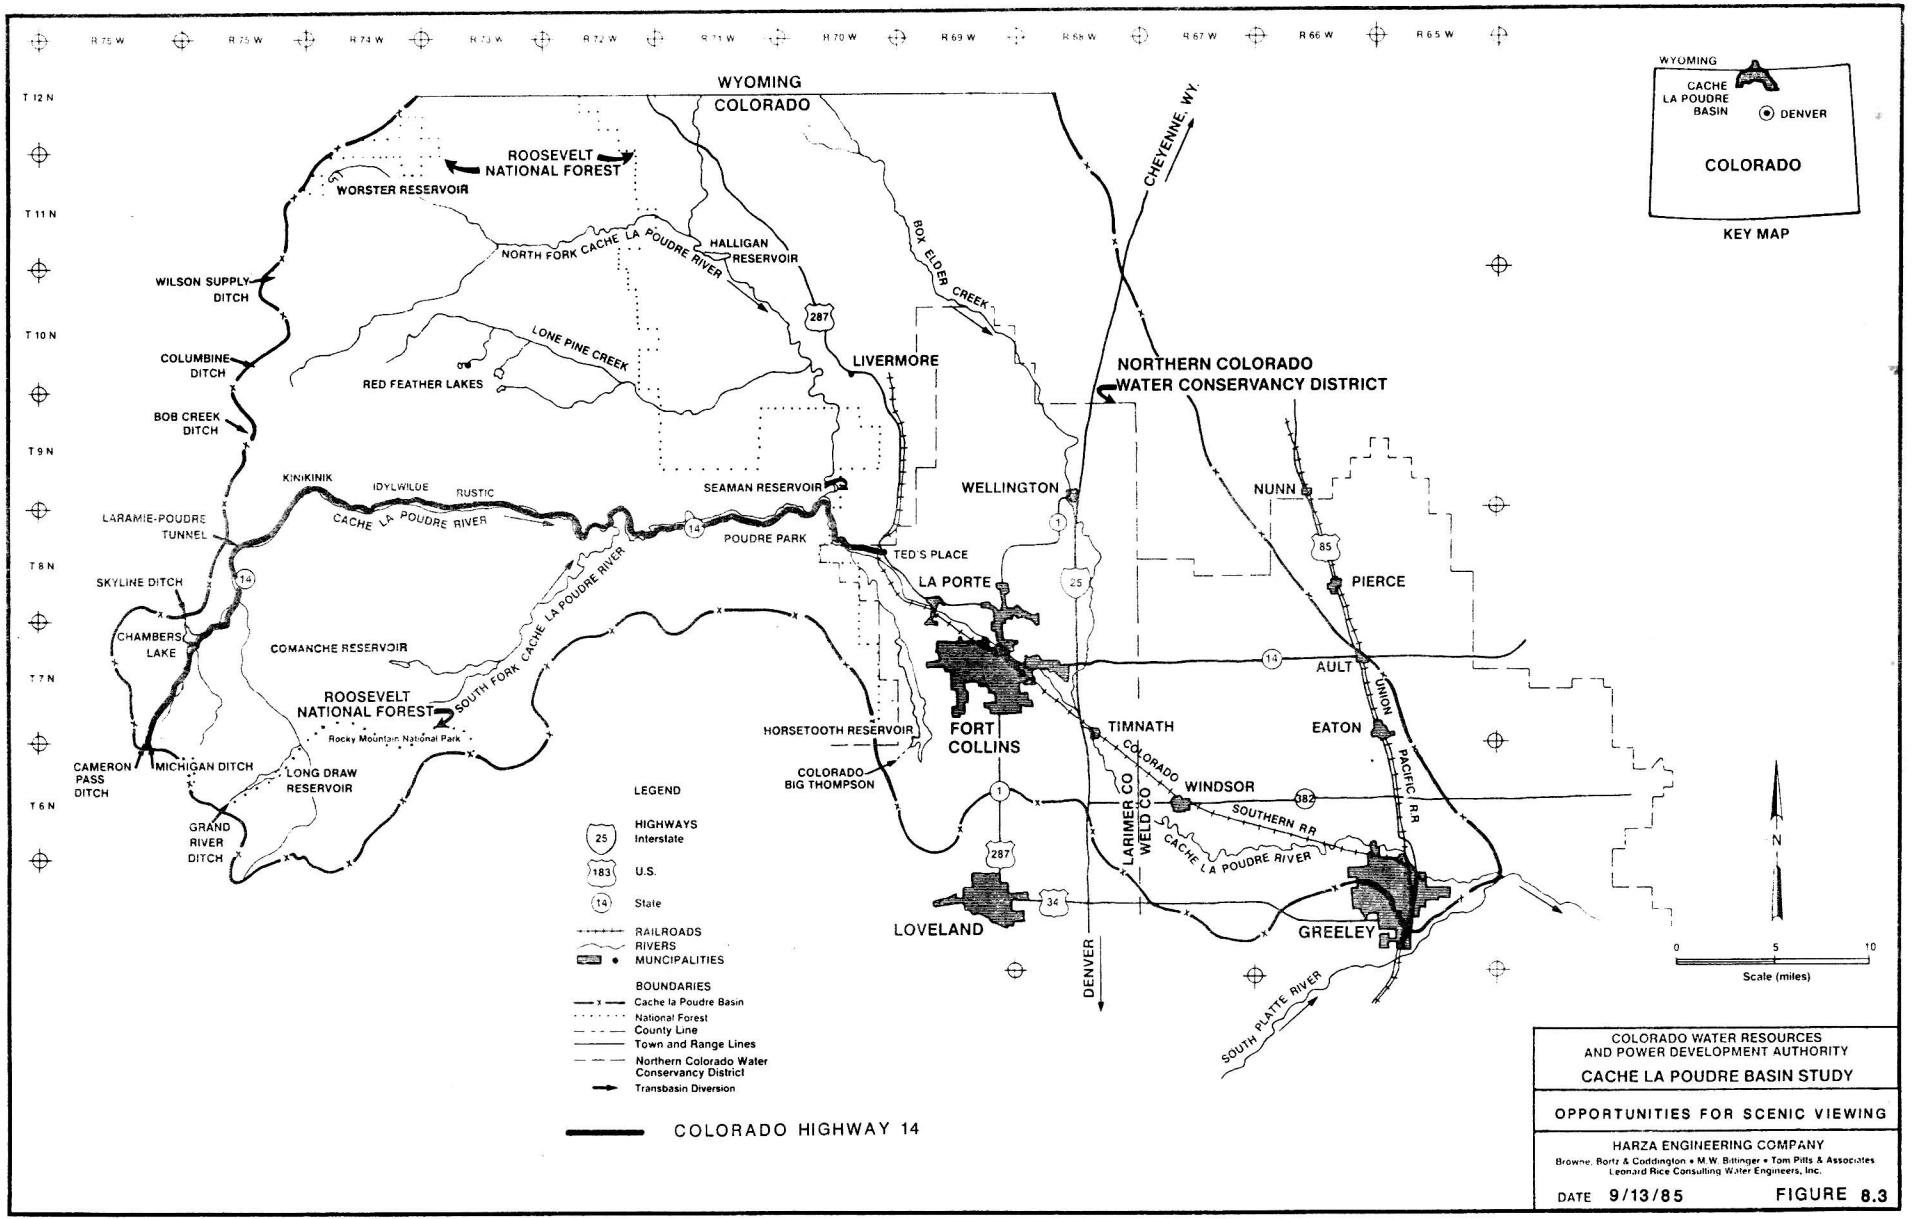 R 76 W
R 75 W
R 74 W
R 73 W
R 72 W
R 71 W
R 70 W
R 69 W
R 68 W
R 67 W
R 66 W
R 65 W
T 12 N
T 11 N
T 10 N
T 9 N
T 8 N
T 7 N
T 6 N
WYOMING
COLORADO
CHEYENNE, WY.
WYOMING
CACHE
LA POUDRE
BASIN
DENVER
COLORADO
KEY MAP
ROOSEVELT
NATIONAL FOREST
WORSTER RESERVOIR
NORTH FORK CACHE LA POUDRE RIVER
HALLIGAN
RESERVOIR
BOX ELDER CREEK
WILSON SUPPLY
DITCH
287
COLUMBINE
DITCH
LONE PINE CREEK
RED FEATHER LAKES
LIVERMORE
NORTHERN COLORADO
WATER CONSERVANCY DISTRICT
BOB CREEK
DITCH
KINIKINIK
IDYLWILDE
RUSTIC
SEAMAN RESERVOIR
WELLINGTON
NUNN
LARAMIE-POUDRE
TUNNEL
CACHE LA POUDRE RIVER
14
POUDRE PARK
1
85
TED'S PLACE
SKYLINE DITCH
14
LA PORTE
25
PIERCE
CHAMBERS
LAKE
COMANCHE RESERVOIR
SOUTH FORK CACHE LA POUDRE RIVER
14
AULT
UNION
PACIFIC R.R
ROOSEVELT
NATIONAL FOREST
Rocky Mountain National Park
HORSETOOTH RESERVOIR
FORT
COLLINS
TIMNATH
EATON
CAMERON
PASS
DITCH
MICHIGAN DITCH
LONG DRAW
RESERVOIR
COLORADO
BIG THOMPSON
COLORADO
SOUTHERN R.R
WINDSOR
1
382
GRAND
RIVER
DITCH
LARIMER CO
WELD CO
CACHE LA POUDRE RIVER
287
LOVELAND
34
GREELEY
DENVER
SOUTH PLATTE RIVER
N
0 5 10
Scale (miles)
LEGEND
HIGHWAYS
25 Interstate
183 U.S.
14 State
RAILROADS
RIVERS
MUNCIPALITIES
BOUNDARIES
Cache la Poudre Basin
National Forest
County Line
Town and Range Lines
Northern Colorado Water
Conservancy District
Transbasin Diversion
COLORADO HIGHWAY 14
COLORADO WATER RESOURCES
AND POWER DEVELOPMENT AUTHORITY
CACHE LA POUDRE BASIN STUDY
OPPORTUNITIES FOR SCENIC VIEWING
HARZA ENGINEERING COMPANY
Browne, Bortz & Coddington • M.W. Bittinger • Tom Pitts & Associates
Leonard Rice Consulting Water Engineers, Inc.
DATE 9/13/85 FIGURE 8.3